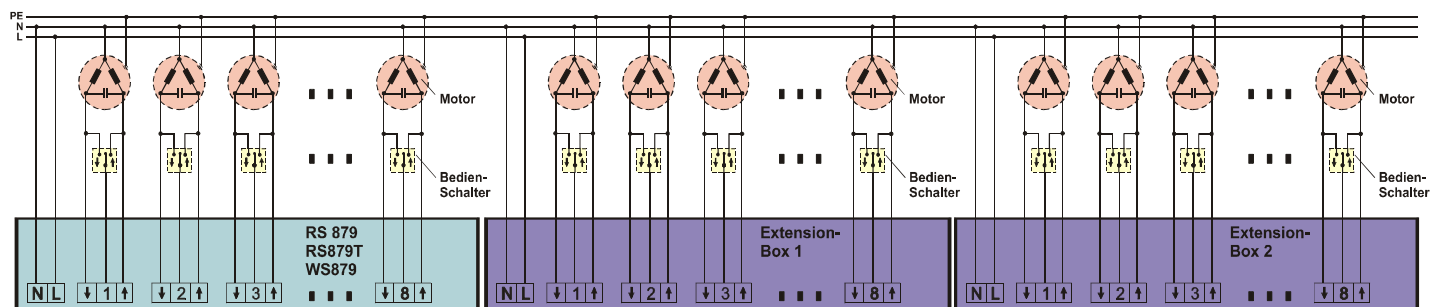 PE
N
L
Motor
Motor
Motor
Bedien-
Schalter
Bedien-
Schalter
Bedien-
Schalter
RS 879
RS879T
WS879
Extension-
Box 1
Extension-
Box 2
N L ↓ 1 ↑ ↓ 2 ↑ ↓ 3 ↑ ↓ 8 ↑
N L ↓ 1 ↑ ↓ 2 ↑ ↓ 3 ↑ ↓ 8 ↑
N L ↓ 1 ↑ ↓ 2 ↑ ↓ 3 ↑ ↓ 8 ↑